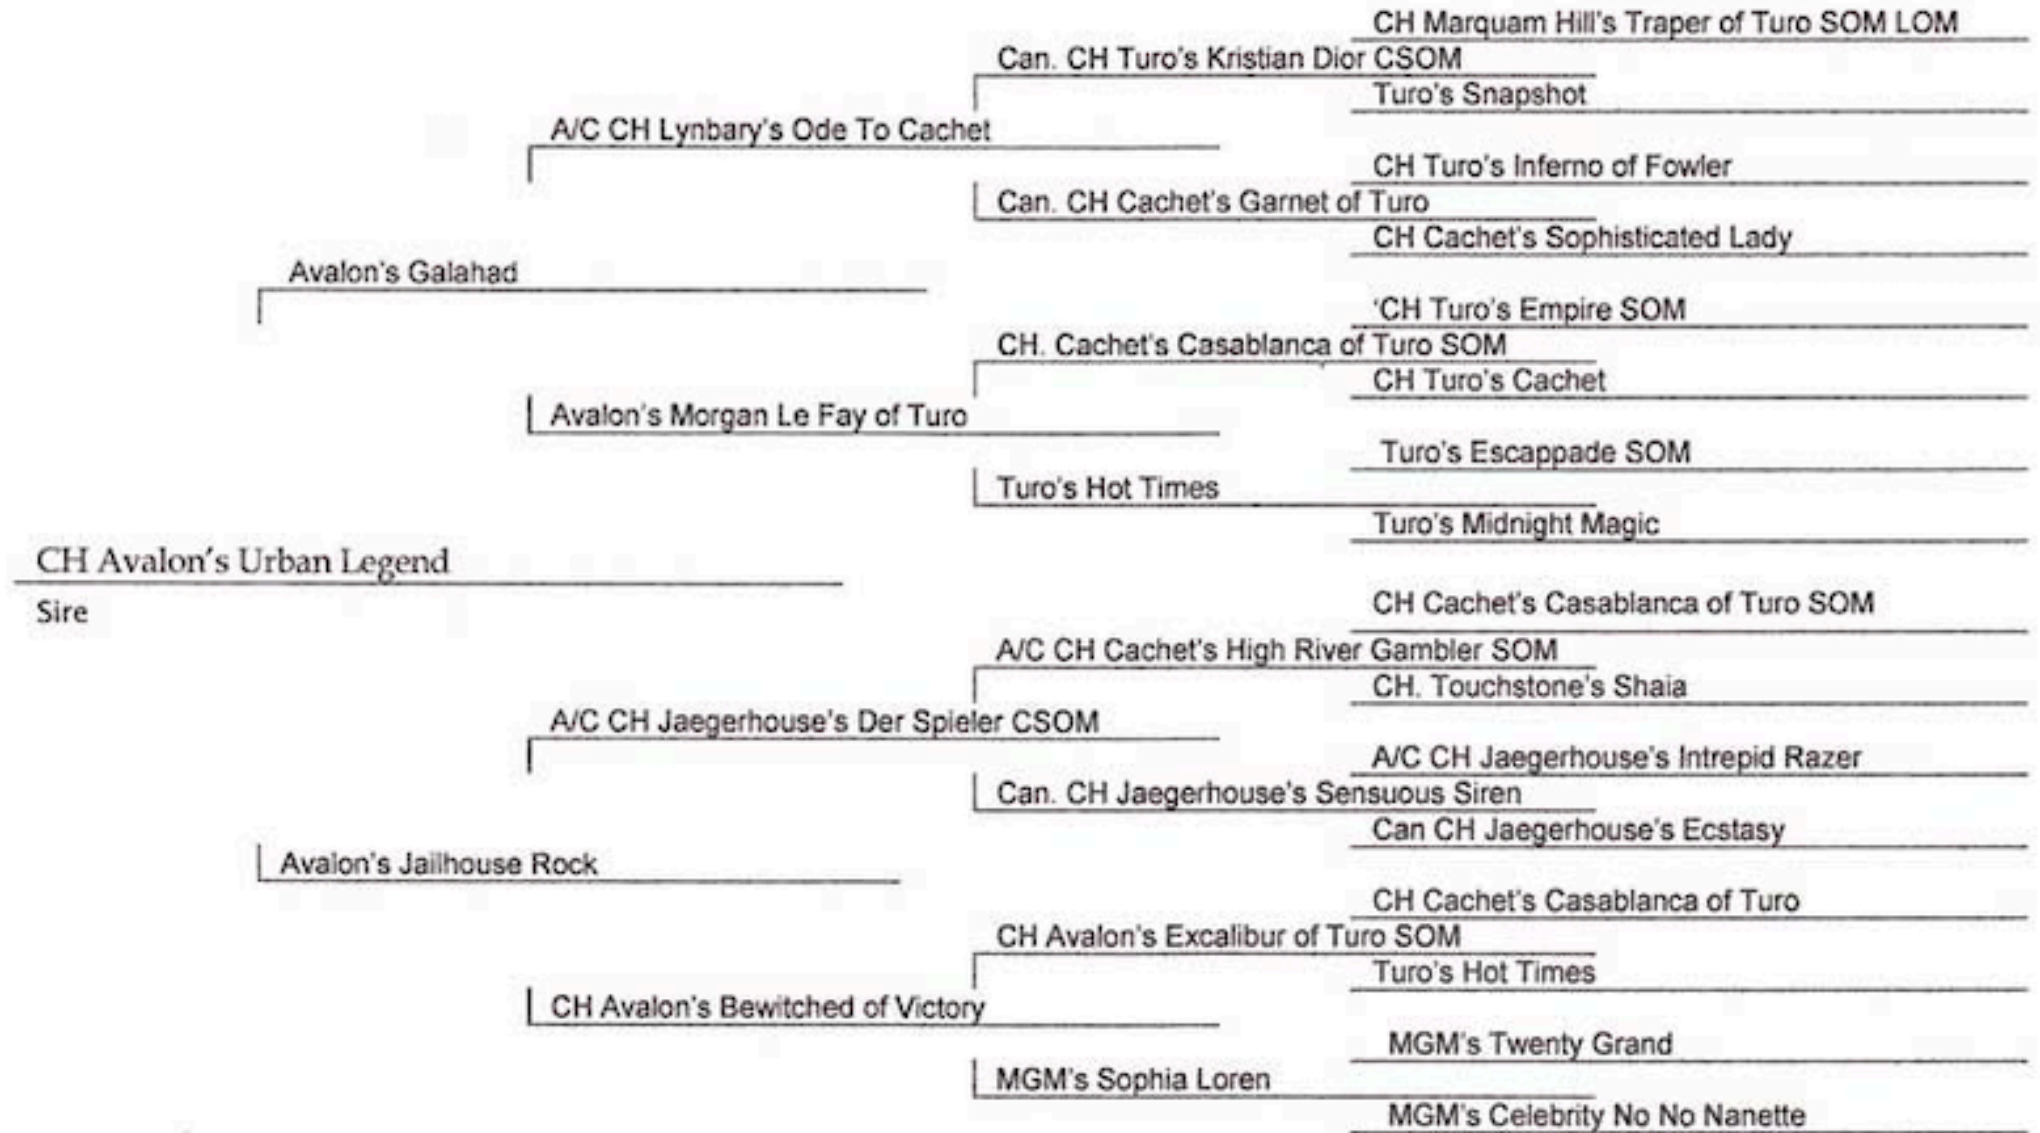 CH Marquam Hill's Traper of Turo SOM LOM
Can. CH Turo's Kristian Dior CSOM
Turo's Snapshot
A/C CH Lynbary's Ode To Cachet
CH Turo's Inferno of Fowler
Can. CH Cachet's Garnet of Turo
CH Cachet's Sophisticated Lady
Avalon's Galahad
'CH Turo's Empire SOM
CH. Cachet's Casablanca of Turo SOM
CH Turo's Cachet
Avalon's Morgan Le Fay of Turo
Turo's Escappade SOM
Turo's Hot Times
Turo's Midnight Magic
CH Avalon's Urban Legend
Sire
CH Cachet's Casablanca of Turo SOM
A/C CH Cachet's High River Gambler SOM
CH. Touchstone's Shaia
A/C CH Jaegerhouse's Der Spieler CSOM
A/C CH Jaegerhouse's Intrepid Razer
Can. CH Jaegerhouse's Sensuous Siren
Can CH Jaegerhouse's Ecstasy
Avalon's Jailhouse Rock
CH Cachet's Casablanca of Turo
CH Avalon's Excalibur of Turo SOM
Turo's Hot Times
CH Avalon's Bewitched of Victory
MGM's Twenty Grand
MGM's Sophia Loren
MGM's Celebrity No No Nanette